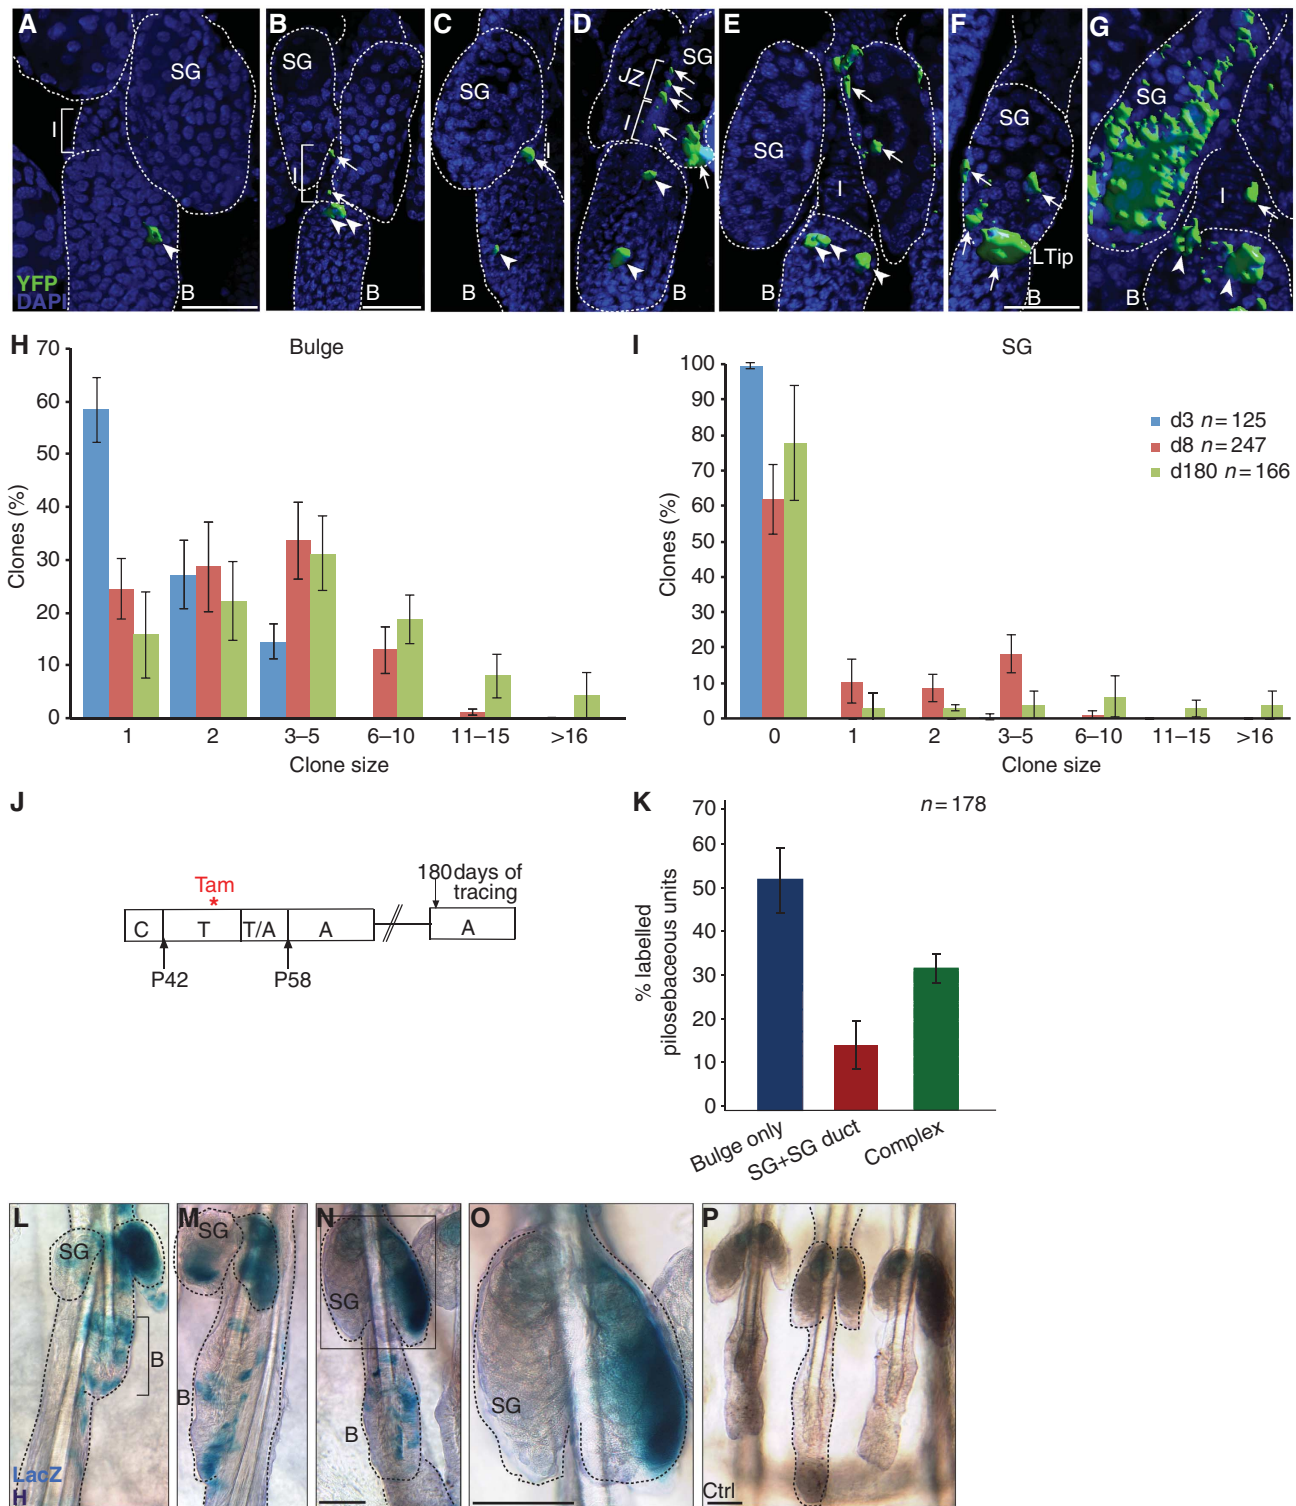 A
SG
I
YFP
DAPI
B
B
SG
I
B
C
SG
I
B
D
SG
JZ
I
B
E
SG
I
B
F
SG
LTip
B
G
SG
I
B
H
Bulge
70
60
50
40
30
20
10
0
Clones (%)
1 2 3–5 6–10 11–15 >16
Clone size
I
SG
100
90
80
70
60
50
40
30
20
10
0
Clones (%)
d3 n=125
d8 n=247
d180 n=166
0 1 2 3–5 6–10 11–15 >16
Clone size
J
Tam
*
180 days of
tracing
C T T/A A A
P42 P58
K
n=178
70
60
50
40
30
20
10
0
% labelled
pilosebaceous units
Bulge only
SG+SG duct
Complex
L
SG
B
LacZ
H
M
SG
B
N
SG
B
O
SG
P
Ctrl